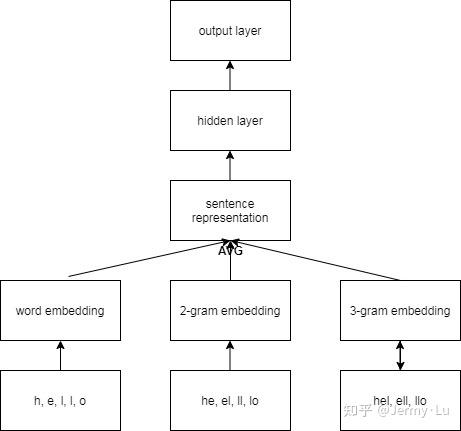 output layer
hidden layer
sentence
representation
AVG
word embedding
2-gram embedding
3-gram embedding
h, e, l, l, o
he, el, ll, lo
hel, ell, llo
知乎 @Jermy·Lu